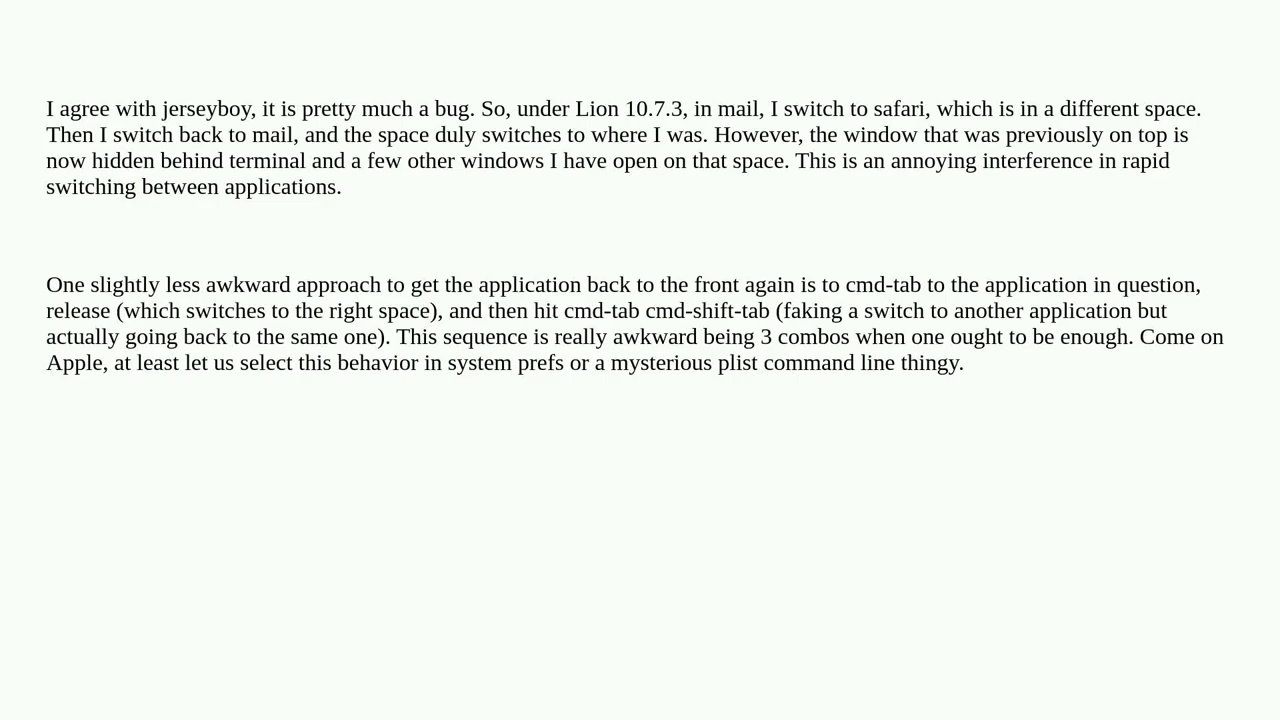 I agree with jerseyboy, it is pretty much a bug. So, under Lion 10.7.3, in mail, I switch to safari, which is in a different space.
Then I switch back to mail, and the space duly switches to where I was. However, the window that was previously on top is
now hidden behind terminal and a few other windows I have open on that space. This is an annoying interference in rapid
switching between applications.
One slightly less awkward approach to get the application back to the front again is to cmd-tab to the application in question,
release (which switches to the right space), and then hit cmd-tab cmd-shift-tab (faking a switch to another application but
actually going back to the same one). This sequence is really awkward being 3 combos when one ought to be enough. Come on
Apple, at least let us select this behavior in system prefs or a mysterious plist command line thingy.